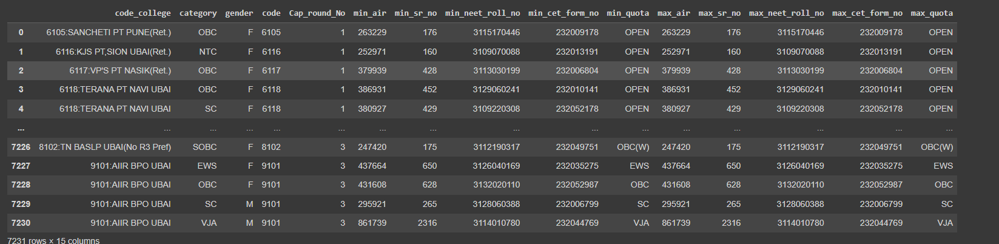 code_college category gender code Cap_round_No min_air min_sr_no min_neet_roll_no min_cet_form_no min_quota max_air max_sr_no max_neet_roll_no max_cet_form_no max_quota
0 6105:SANCHETI PT PUNE(Ret.) OBC F 6105 1 263229 176 3115170446 232009178 OPEN 263229 176 3115170446 232009178 OPEN
1 6116:KJS PT,SION UBAI(Ret.) NTC F 6116 1 252971 160 3109070088 232013191 OPEN 252971 160 3109070088 232013191 OPEN
2 6117:VP'S PT NASIK(Ret.) OBC F 6117 1 379939 428 3113030199 232006804 OPEN 379939 428 3113030199 232006804 OPEN
3 6118:TERANA PT NAVI UBAI OBC F 6118 1 386931 452 3129060241 232010141 OPEN 386931 452 3129060241 232010141 OPEN
4 6118:TERANA PT NAVI UBAI SC F 6118 1 380927 429 3109220308 232052178 OPEN 380927 429 3109220308 232052178 OPEN
... ... ... ... ... ... ... ... ... ... ... ... ... ... ... ...
7226 8102:TN BASLP UBAI(No R3 Pref) SOBC F 8102 3 247420 175 3112190317 232049751 OBC(W) 247420 175 3112190317 232049751 OBC(W)
7227 9101:AIIR BPO UBAI EWS F 9101 3 437664 650 3126040169 232035275 EWS 437664 650 3126040169 232035275 EWS
7228 9101:AIIR BPO UBAI OBC F 9101 3 431608 628 3132020110 232052987 OBC 431608 628 3132020110 232052987 OBC
7229 9101:AIIR BPO UBAI SC M 9101 3 295921 265 3128060388 232006799 SC 295921 265 3128060388 232006799 SC
7230 9101:AIIR BPO UBAI VJA M 9101 3 861739 2316 3114010780 232044769 VJA 861739 2316 3114010780 232044769 VJA
7231 rows × 15 columns